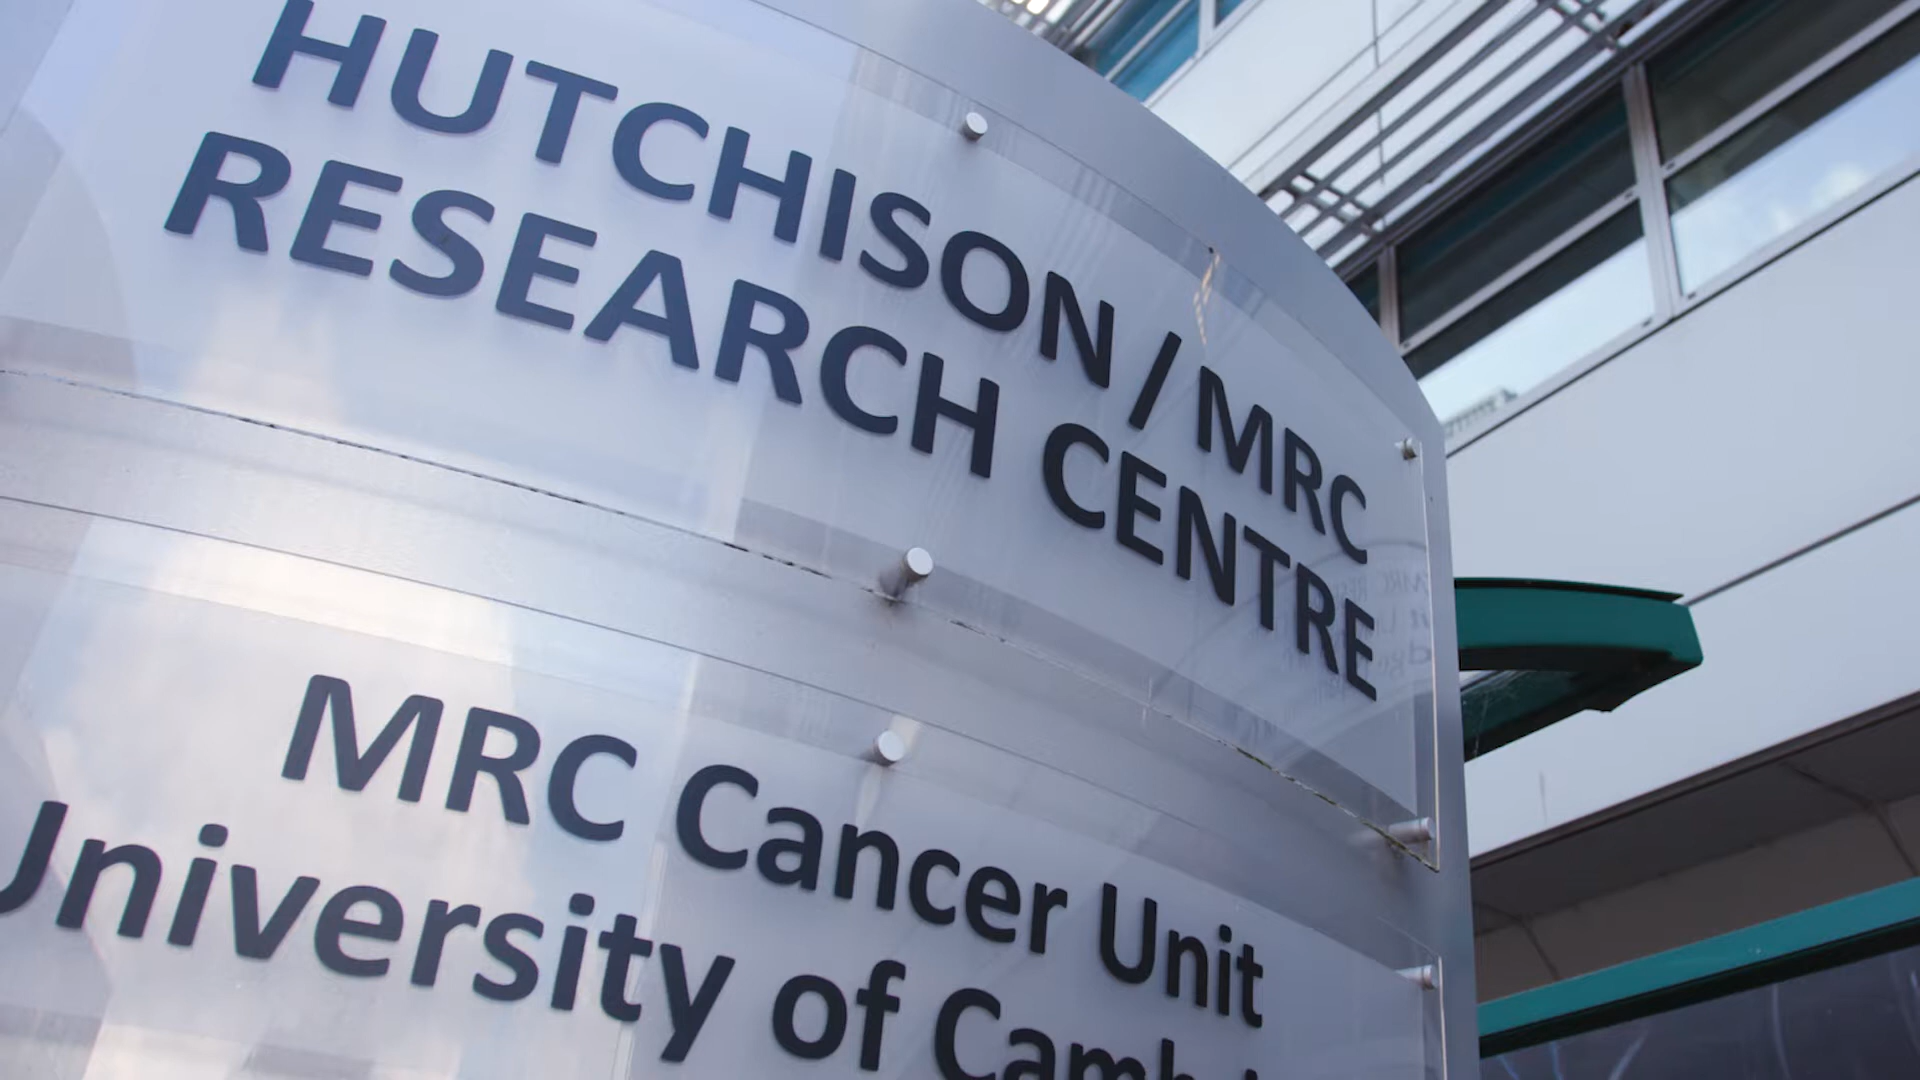 HUTCHISON / MRC
RESEARCH CENTRE
MRC Cancer Unit
University of